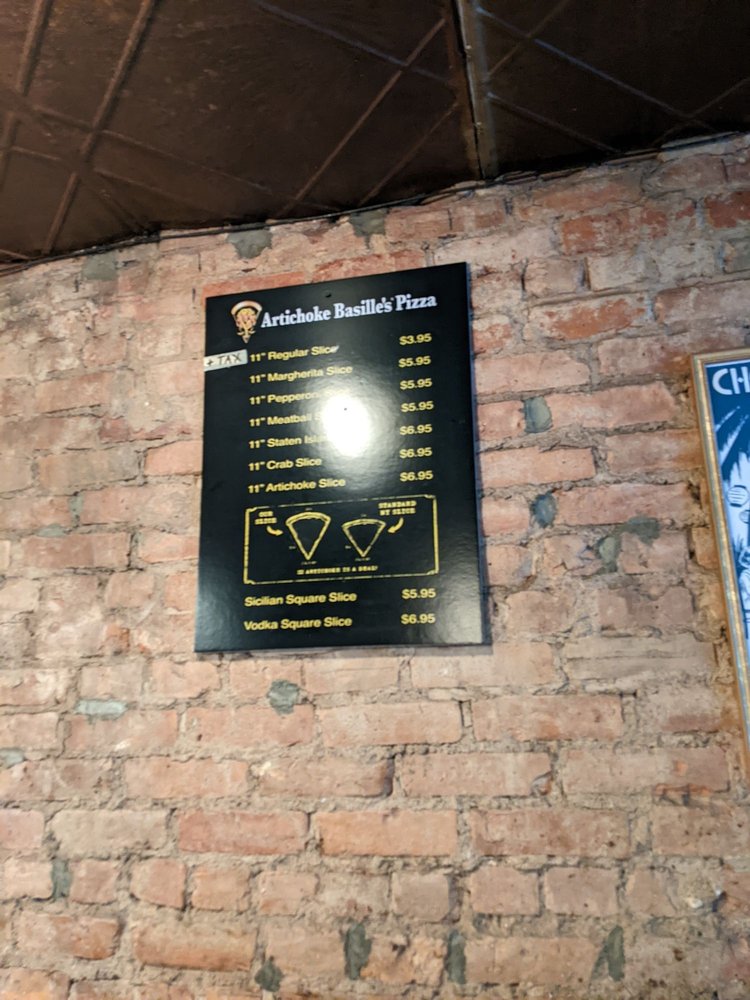 Artichoke Basille's Pizza
+ TAX
11" Regular Slice $3.95
11" Margherita Slice $5.95
11" Pepperoni $5.95
11" Meatball $5.95
11" Staten $6.95
11" Crab Slice $6.95
11" Artichoke Slice $6.95
OUR
SLICE
STANDARD
NY SLICE
Sicilian Square Slice $5.95
Vodka Square Slice $6.95
CH